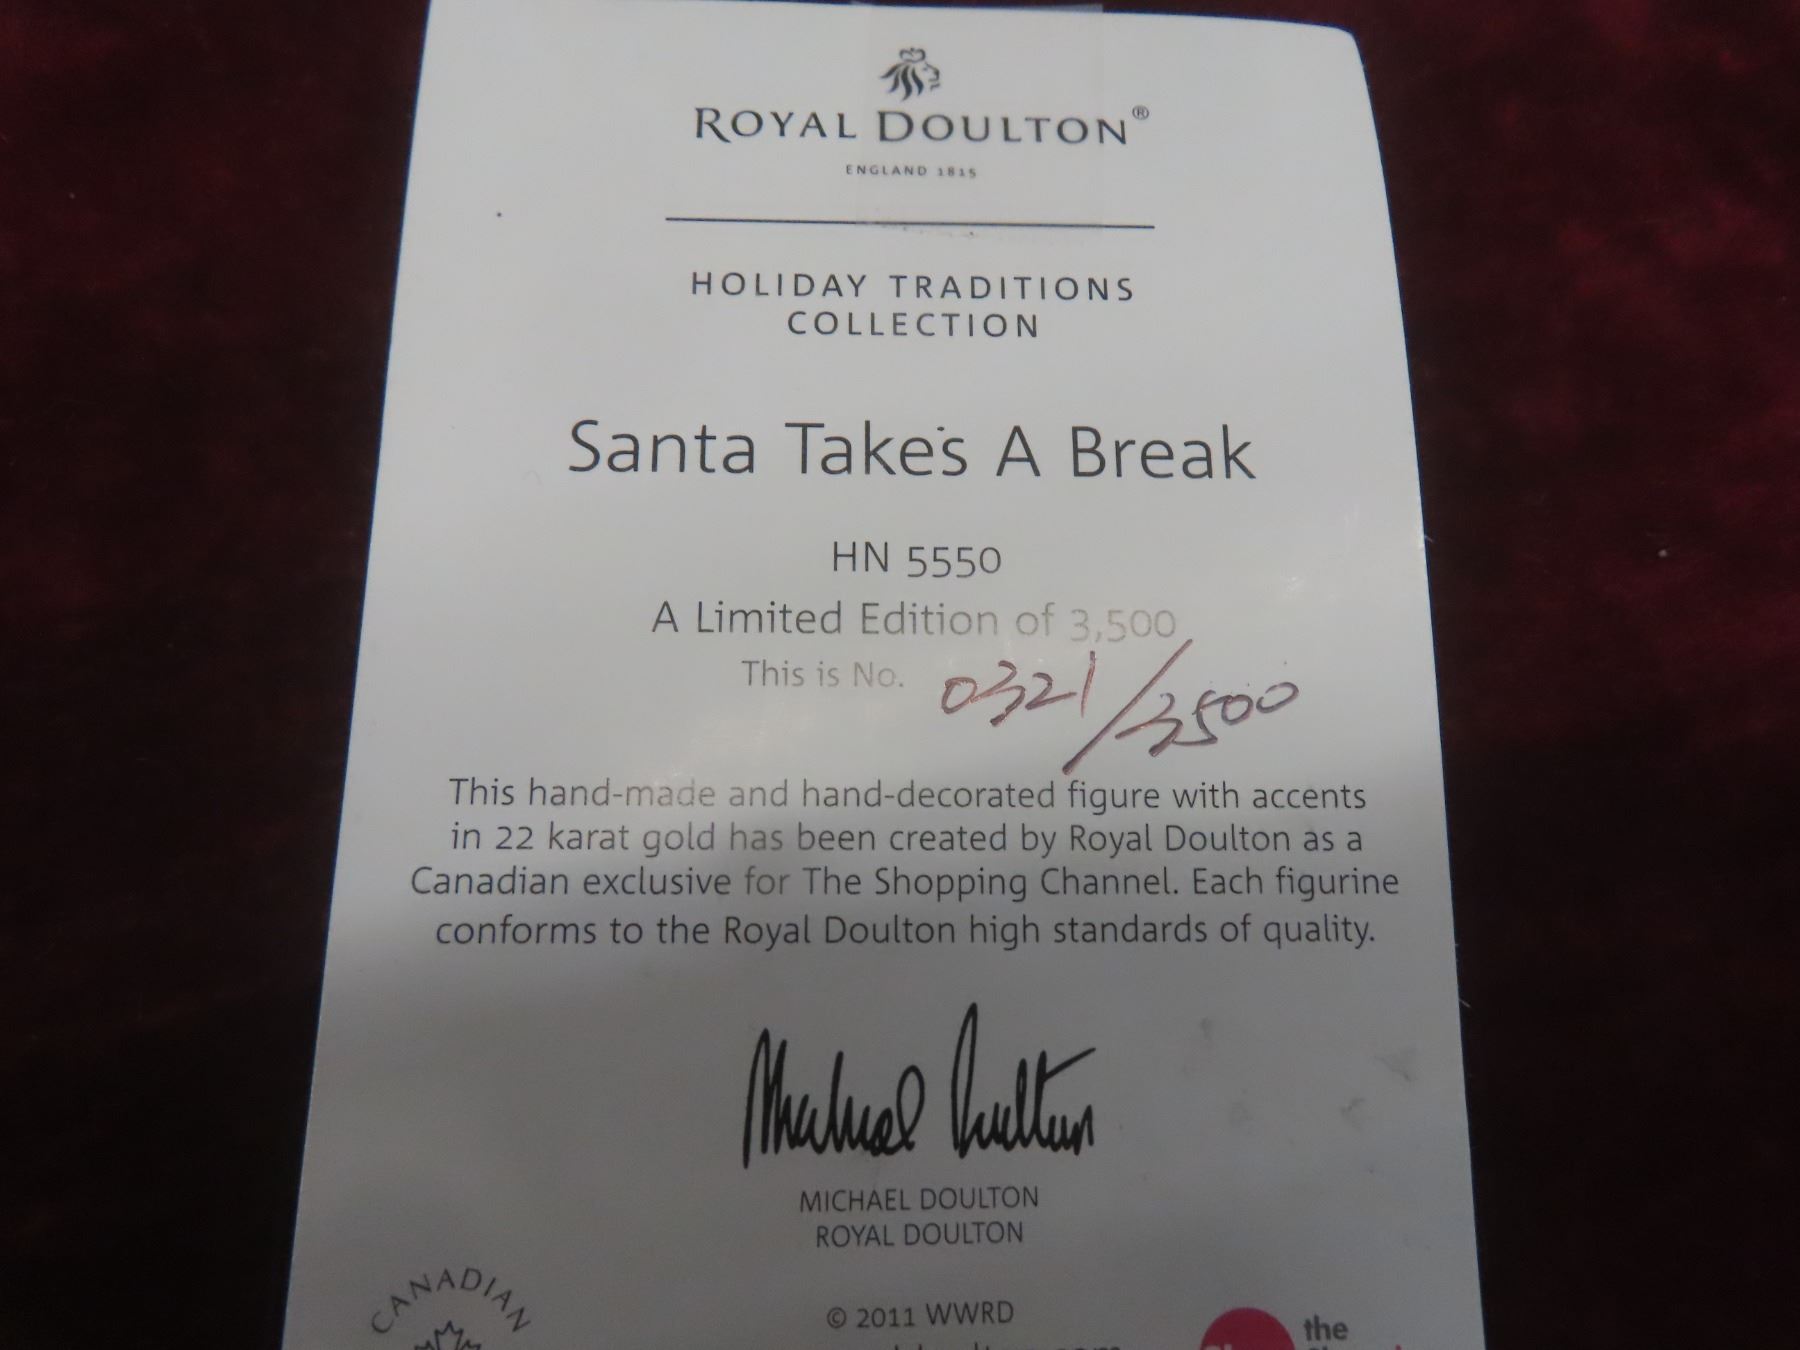 ROYAL DOULTON®
ENGLAND 1815
HOLIDAY TRADITIONS
COLLECTION
Santa Takes A Break
HN 5550
A Limited Edition of 3,500
This is No. 0321/3500
This hand-made and hand-decorated figure with accents
in 22 karat gold has been created by Royal Doulton as a
Canadian exclusive for The Shopping Channel. Each figurine
conforms to the Royal Doulton high standards of quality.
Michael Doulton
MICHAEL DOULTON
ROYAL DOULTON
CANADIAN
© 2011 WWRD
the